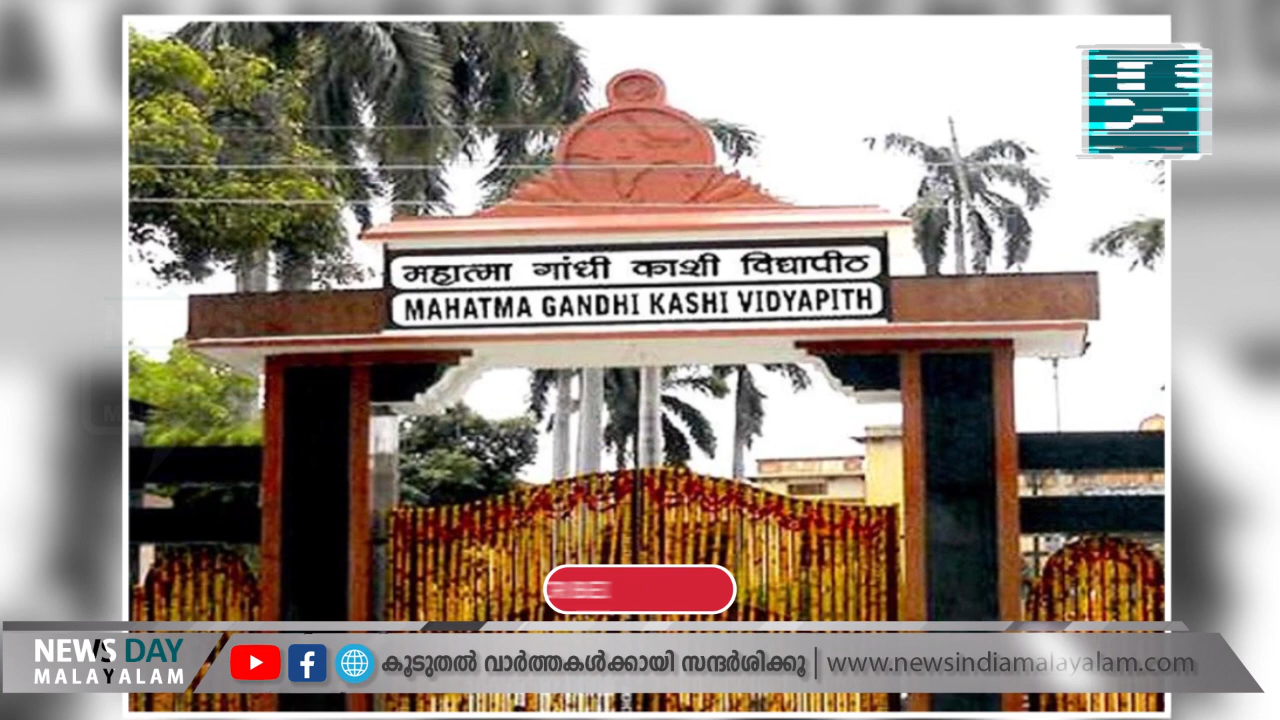 महात्मा गांधी काशी विद्यापीठ
MAHATMA GANDHI KASHI VIDYAPITH
NEWS DAY
MALAYALAM
കൂടുതൽ വാർത്തകൾക്കായി സന്ദർശിക്കൂ | www.newsindiamalayalam.com